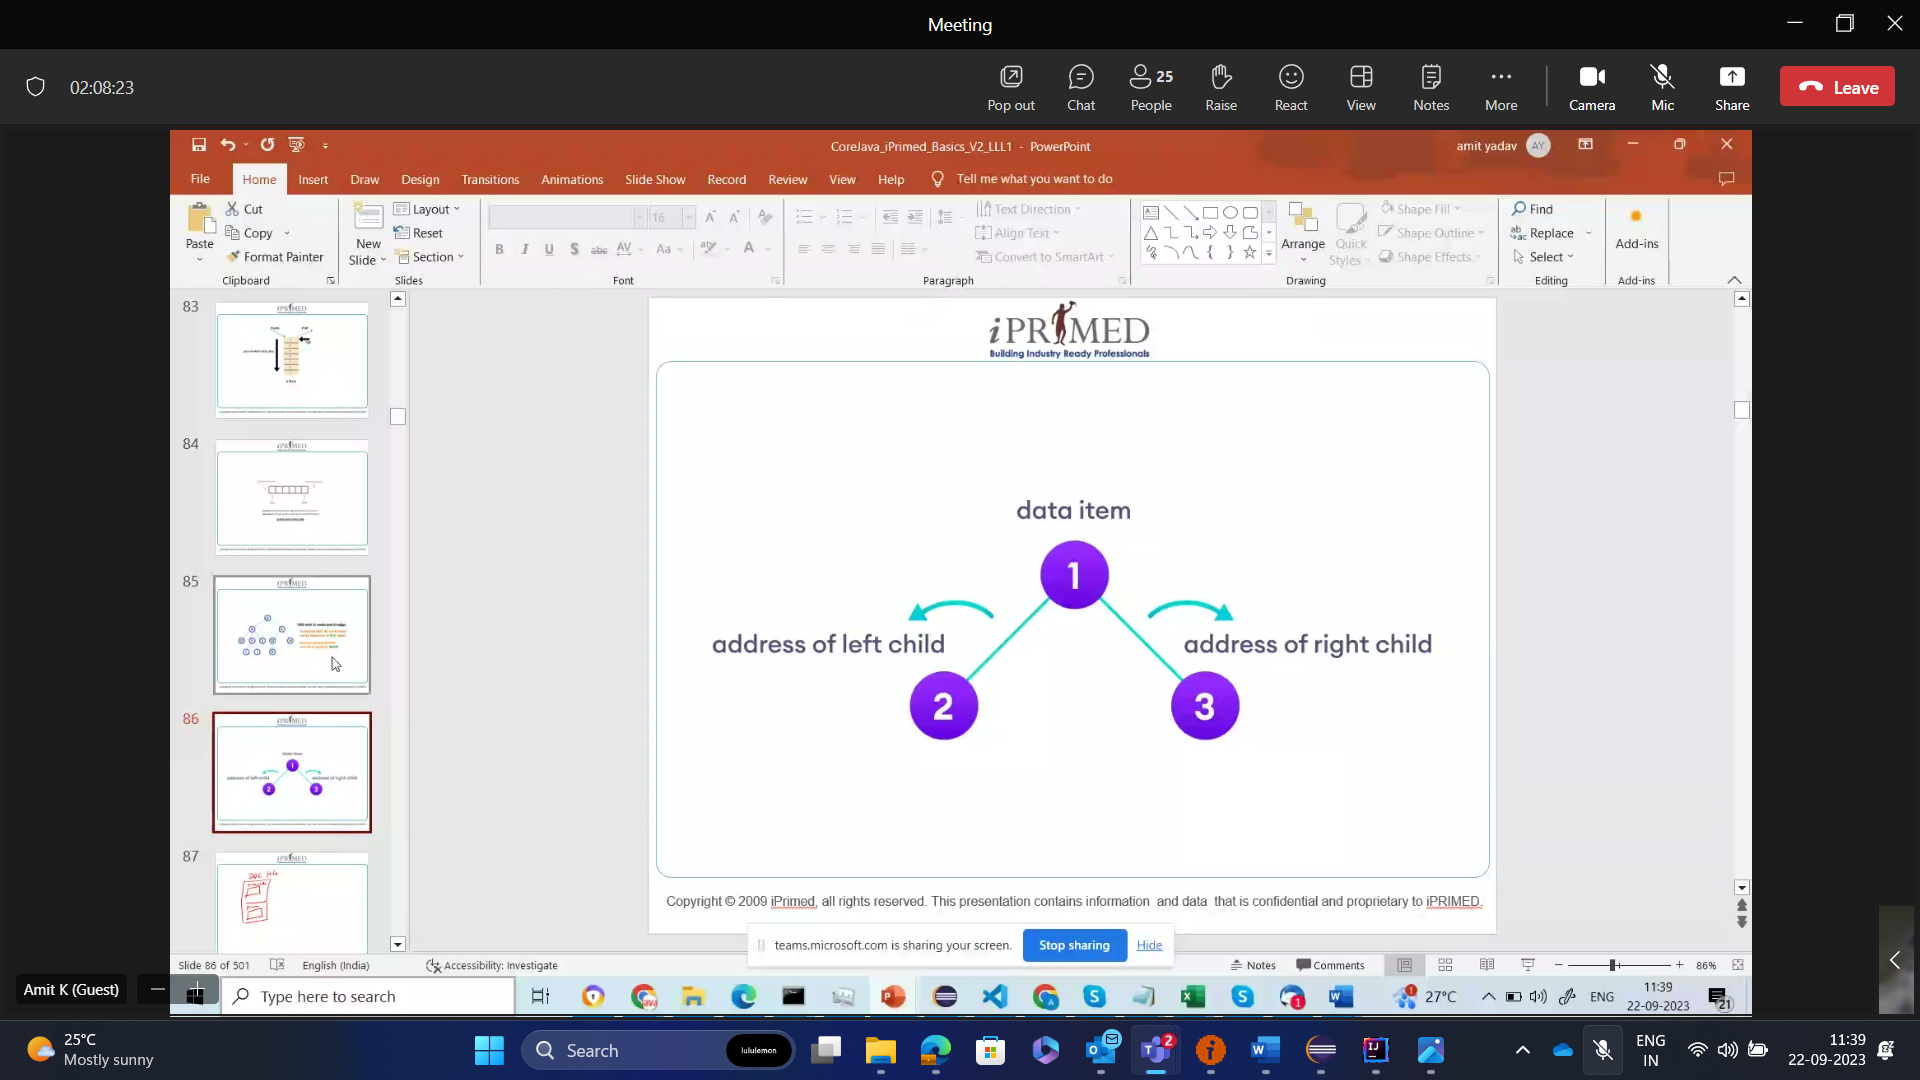 Meeting
02:08:23
Pop out
Chat
25
People
Raise
React
View
Notes
More
Camera
Mic
Share
Leave
CoreJava_iPrimed_Basics_V2_LLL1 - PowerPoint
amit yadav
AY
File
Home
Insert
Draw
Design
Transitions
Animations
Slide Show
Record
Review
View
Help
Tell me what you want to do
Paste
Cut
Copy
Format Painter
Clipboard
New Slide
Layout
Reset
Section
Slides
16
Font
Text Direction
Align Text
Convert to SmartArt
Paragraph
Arrange
Quick Styles
Shape Fill
Shape Outline
Shape Effects
Drawing
Find
Replace
Select
Editing
Add-ins
Add-ins
83
84
85
86
87
iPRIMED
Building Industry Ready Professionals
data item
1
address of left child
address of right child
2
3
Copyright © 2009 iPrimed, all rights reserved. This presentation contains information and data that is confidential and proprietary to iPRIMED.
teams.microsoft.com is sharing your screen.
Stop sharing
Hide
Slide 86 of 501
English (India)
Accessibility: Investigate
Notes
Comments
86%
Amit K (Guest)
Type here to search
27°C
ENG
11:39
22-09-2023
21
25°C
Mostly sunny
Search
lululemon
2
ENG
IN
11:39
22-09-2023